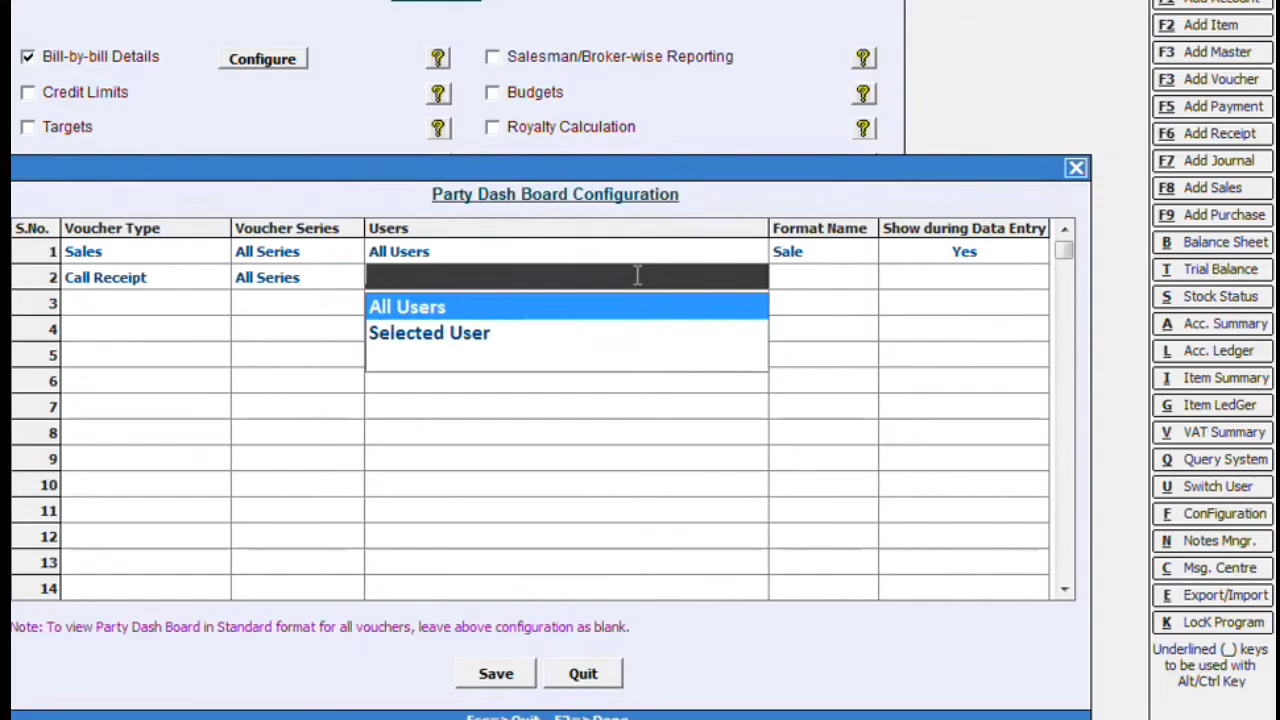 Bill-by-bill Details Configure ? Salesman/Broker-wise Reporting ?
Credit Limits ? Budgets ?
Targets ? Royalty Calculation ?
Party Dash Board Configuration
S.No. Voucher Type Voucher Series Users Format Name Show during Data Entry
1 Sales All Series All Users Sale Yes
2 Call Receipt All Series
All Users
Selected User
3
4
5
6
7
8
9
10
11
12
13
14
Note: To view Party Dash Board in Standard format for all vouchers, leave above configuration as blank.
Save Quit
Esc=>Quit F2=>Done
F1 Add Account
F2 Add Item
F3 Add Master
F3 Add Voucher
F5 Add Payment
F6 Add Receipt
F7 Add Journal
F8 Add Sales
F9 Add Purchase
B Balance Sheet
T Trial Balance
S Stock Status
A Acc. Summary
L Acc. Ledger
I Item Summary
G Item LedGer
V VAT Summary
Q Query System
U Switch User
F ConFiguration
N Notes Mngr.
C Msg. Centre
E Export/Import
K LocK Program
Underlined (_) keys
to be used with
Alt/Ctrl Key